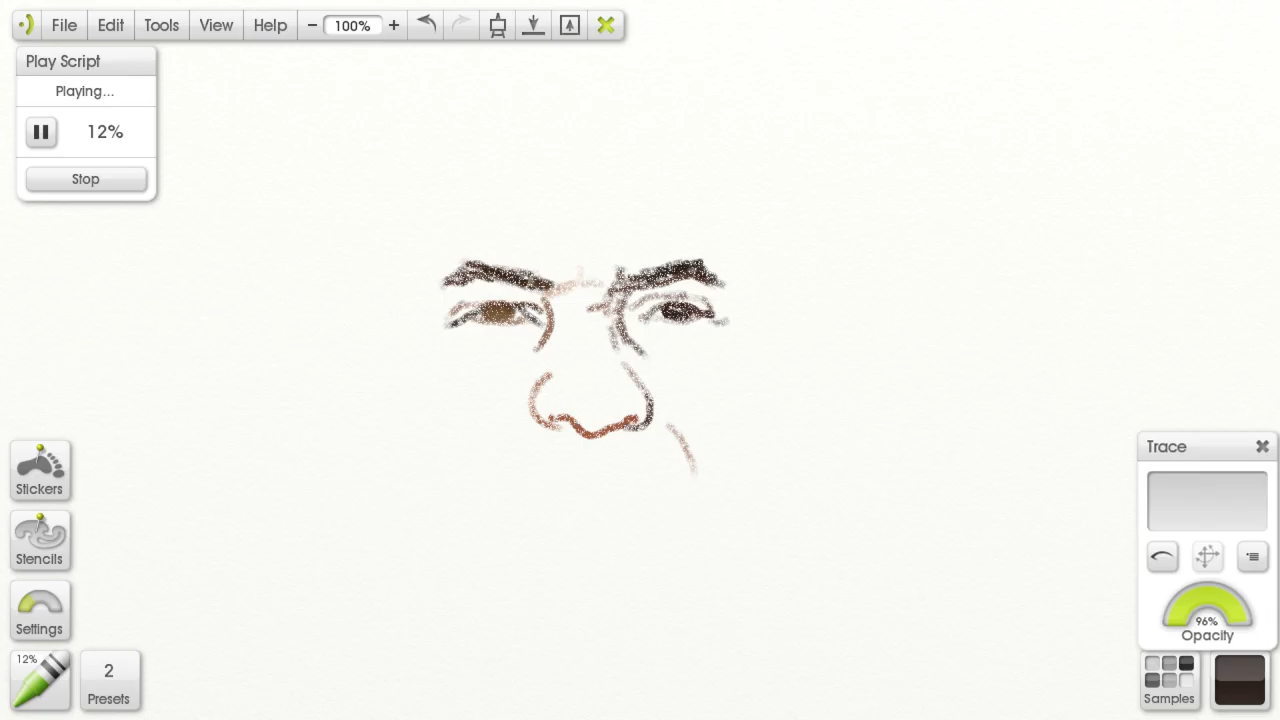 File Edit Tools View Help − 100% +
Play Script
Playing...
12%
Stop
Stickers
Stencils
Settings
12%
2
Presets
Trace
96%
Opacity
Samples